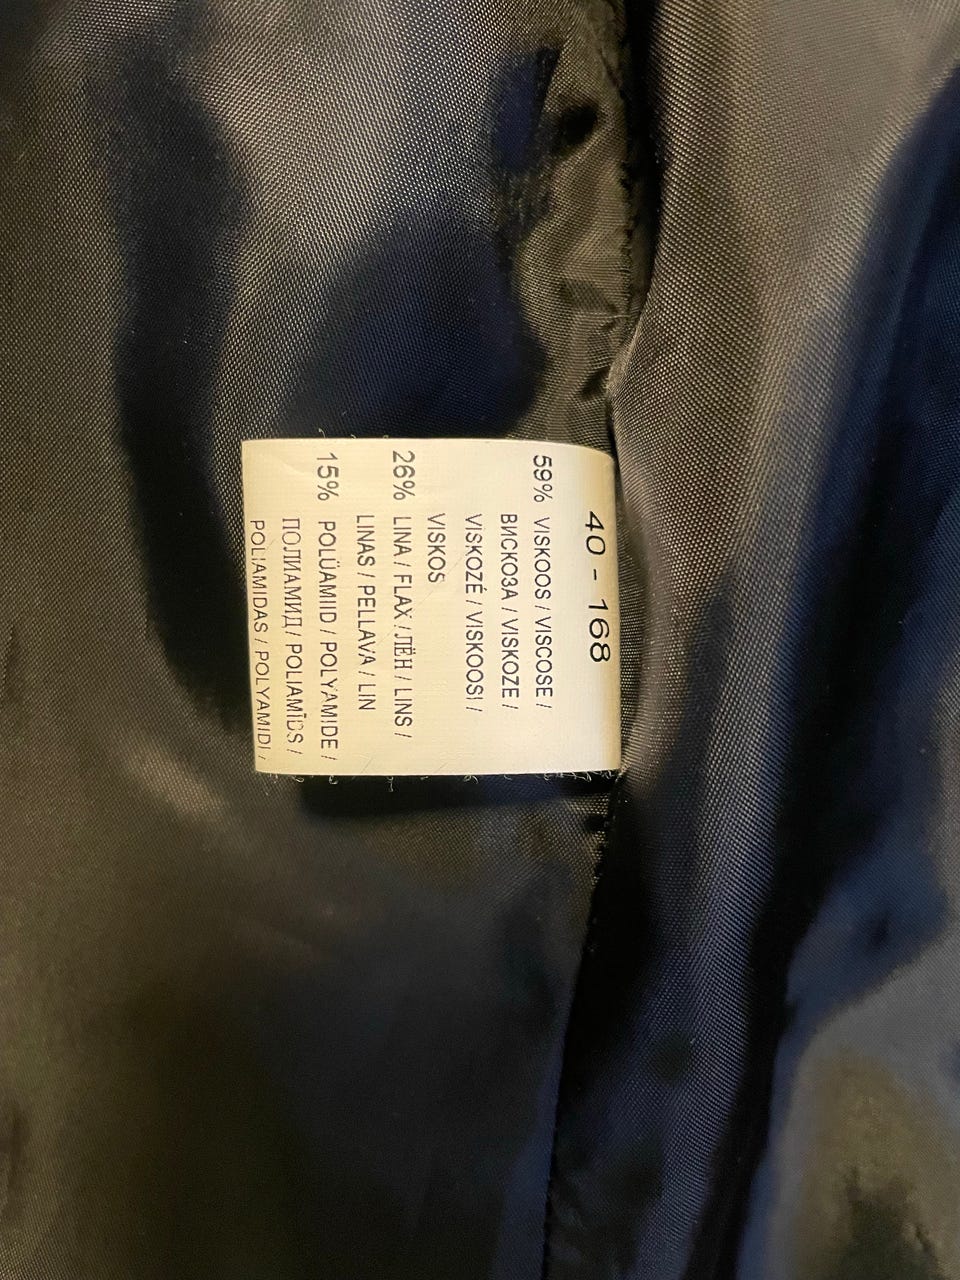 40 - 168
59% VISKOOS / VISCOSE /
ВИСКОЗА / VISKOZE /
VISKOZĖ / VISKOOSI /
VISKOS
26% LINA / FLAX / ЛЁН / LINS /
LINAS / PELLAVA / LIN
15% POLÜAMIID / POLYAMIDE /
ПОЛИАМИД / POLIAMĪDS /
POLIAMIDAS / POLYAMIDI /